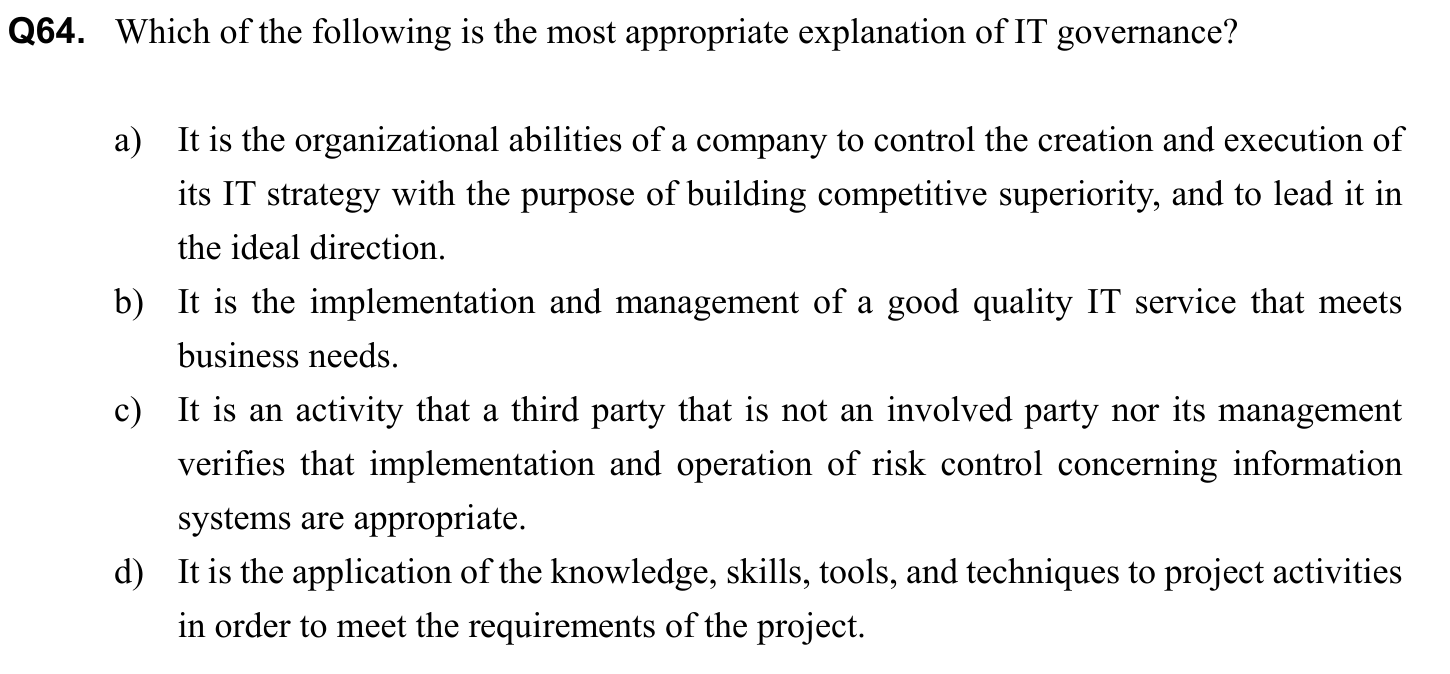 Q64. Which of the following is the most appropriate explanation of IT governance?
a) It is the organizational abilities of a company to control the creation and execution of
its IT strategy with the purpose of building competitive superiority, and to lead it in
the ideal direction.
b) It is the implementation and management of a good quality IT service that meets
business needs.
c) It is an activity that a third party that is not an involved party nor its management
verifies that implementation and operation of risk control concerning information
systems are appropriate.
d) It is the application of the knowledge, skills, tools, and techniques to project activities
in order to meet the requirements of the project.